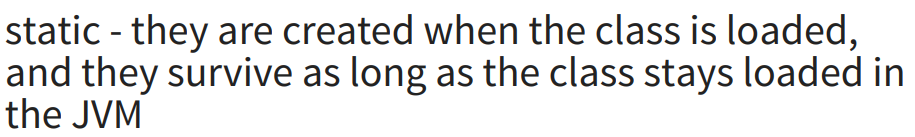 static - they are created when the class is loaded,
and they survive as long as the class stays loaded in
the JVM